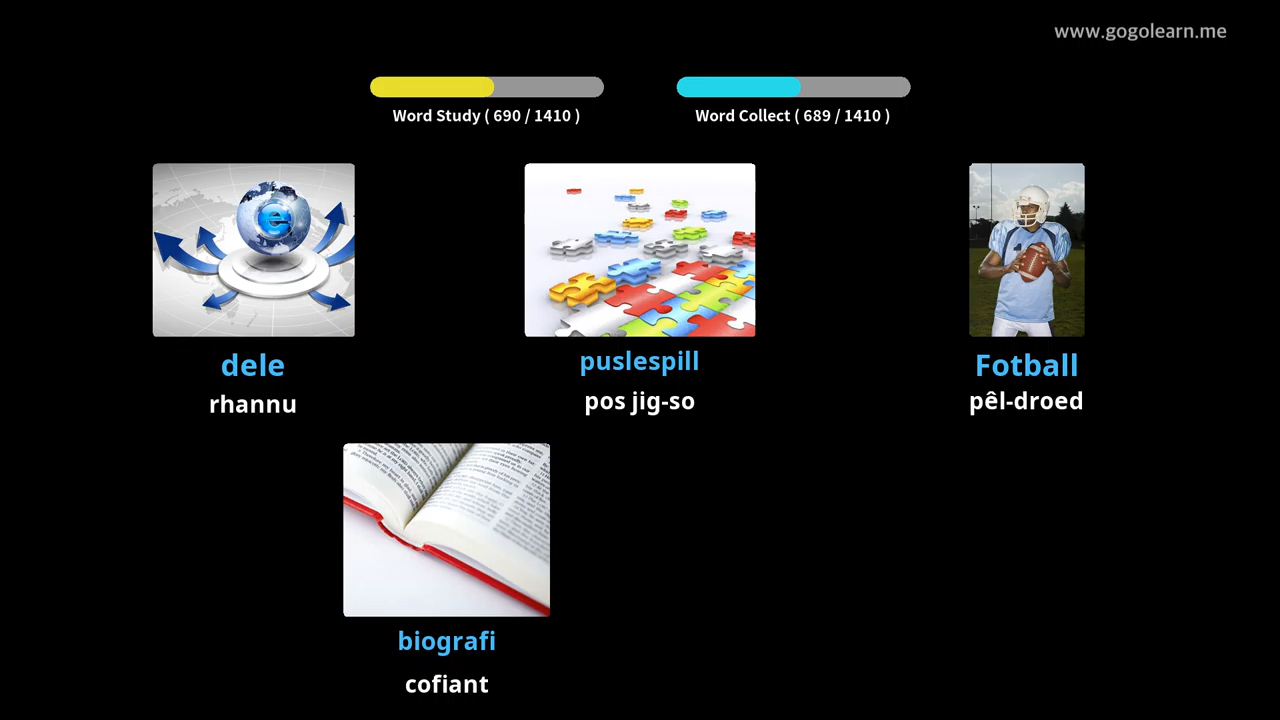 www.gogolearn.me
Word Study ( 690 / 1410 )
Word Collect ( 689 / 1410 )
dele
puslespill
Fotball
rhannu
pos jig-so
pêl-droed
biografi
cofiant